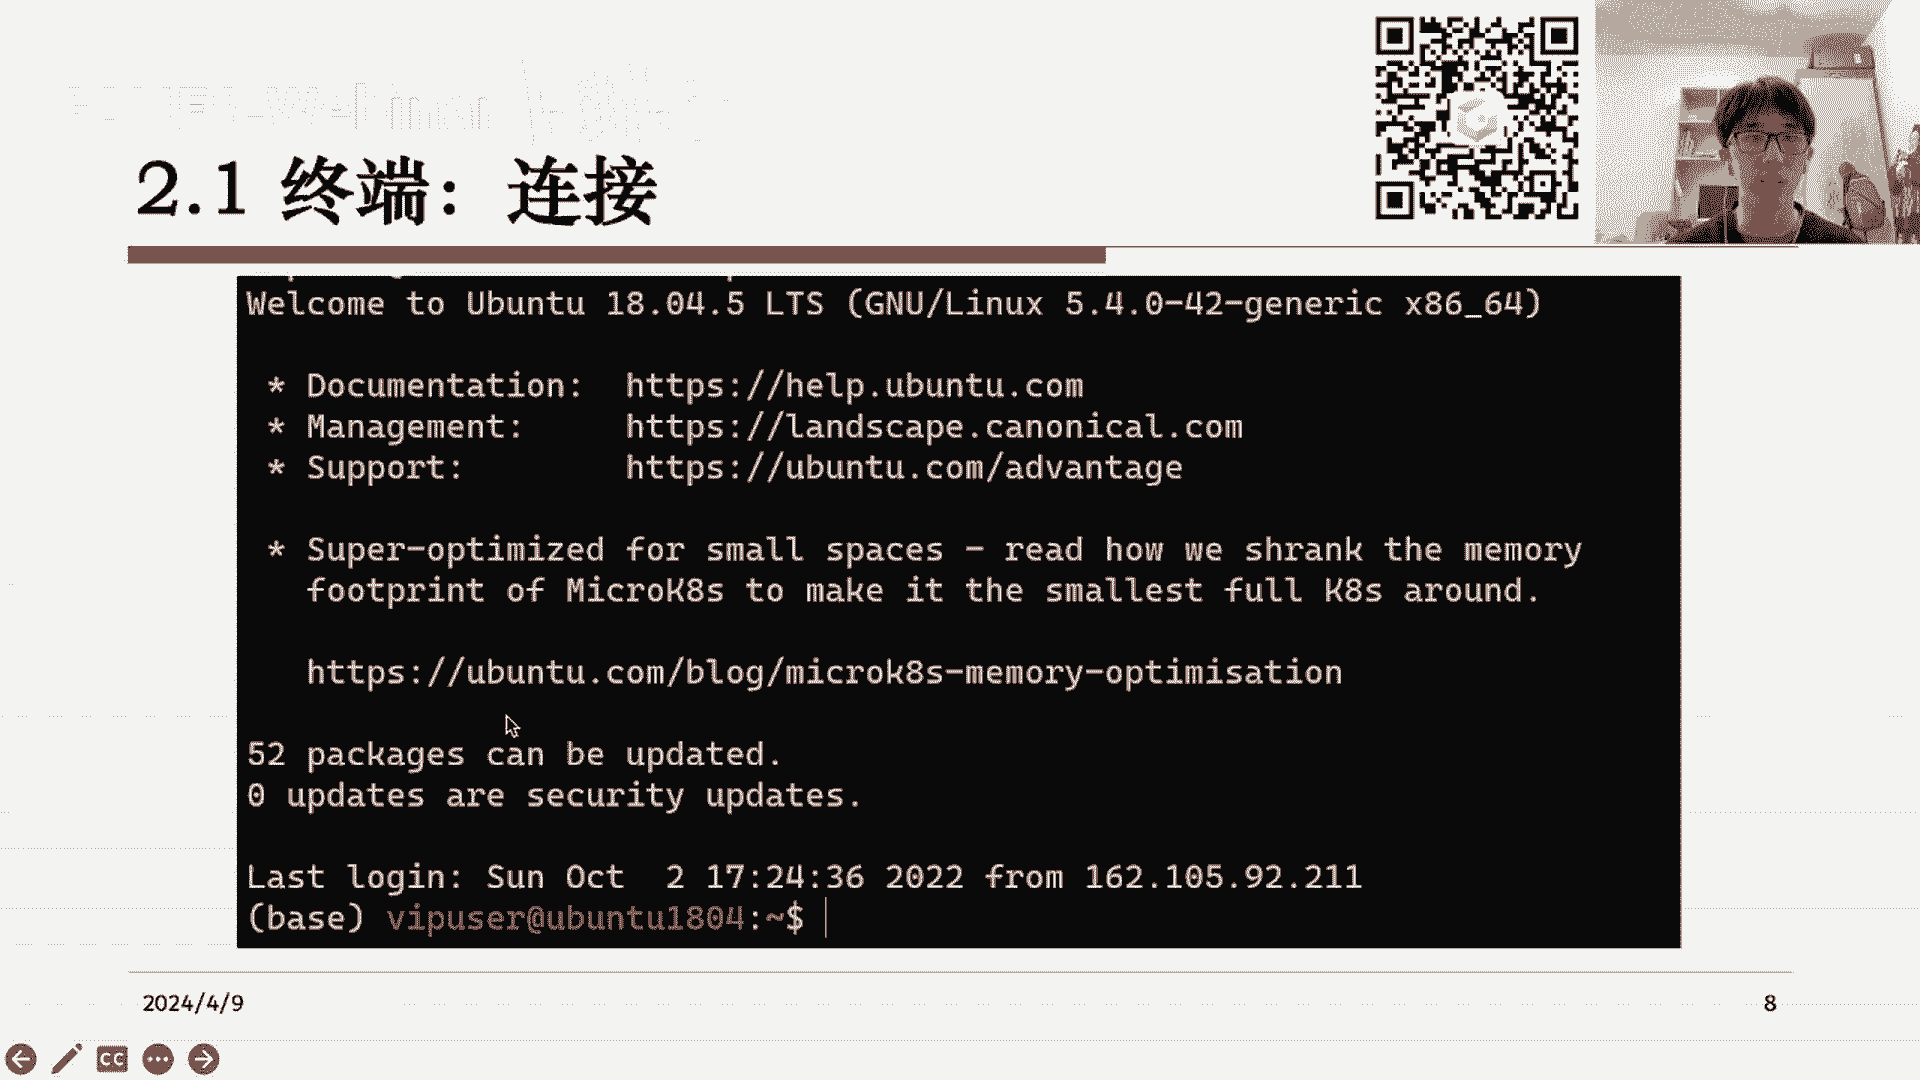 2.1 终端：连接
Welcome to Ubuntu 18.04.5 LTS (GNU/Linux 5.4.0-42-generic x86_64)
* Documentation: https://help.ubuntu.com
* Management: https://landscape.canonical.com
* Support: https://ubuntu.com/advantage
* Super-optimized for small spaces - read how we shrank the memory
footprint of MicroK8s to make it the smallest full K8s around.
https://ubuntu.com/blog/microk8s-memory-optimisation
52 packages can be updated.
0 updates are security updates.
Last login: Sun Oct  2 17:24:36 2022 from 162.105.92.211
(base) vipuser@ubuntu1804:~$
2024/4/9
8
CC